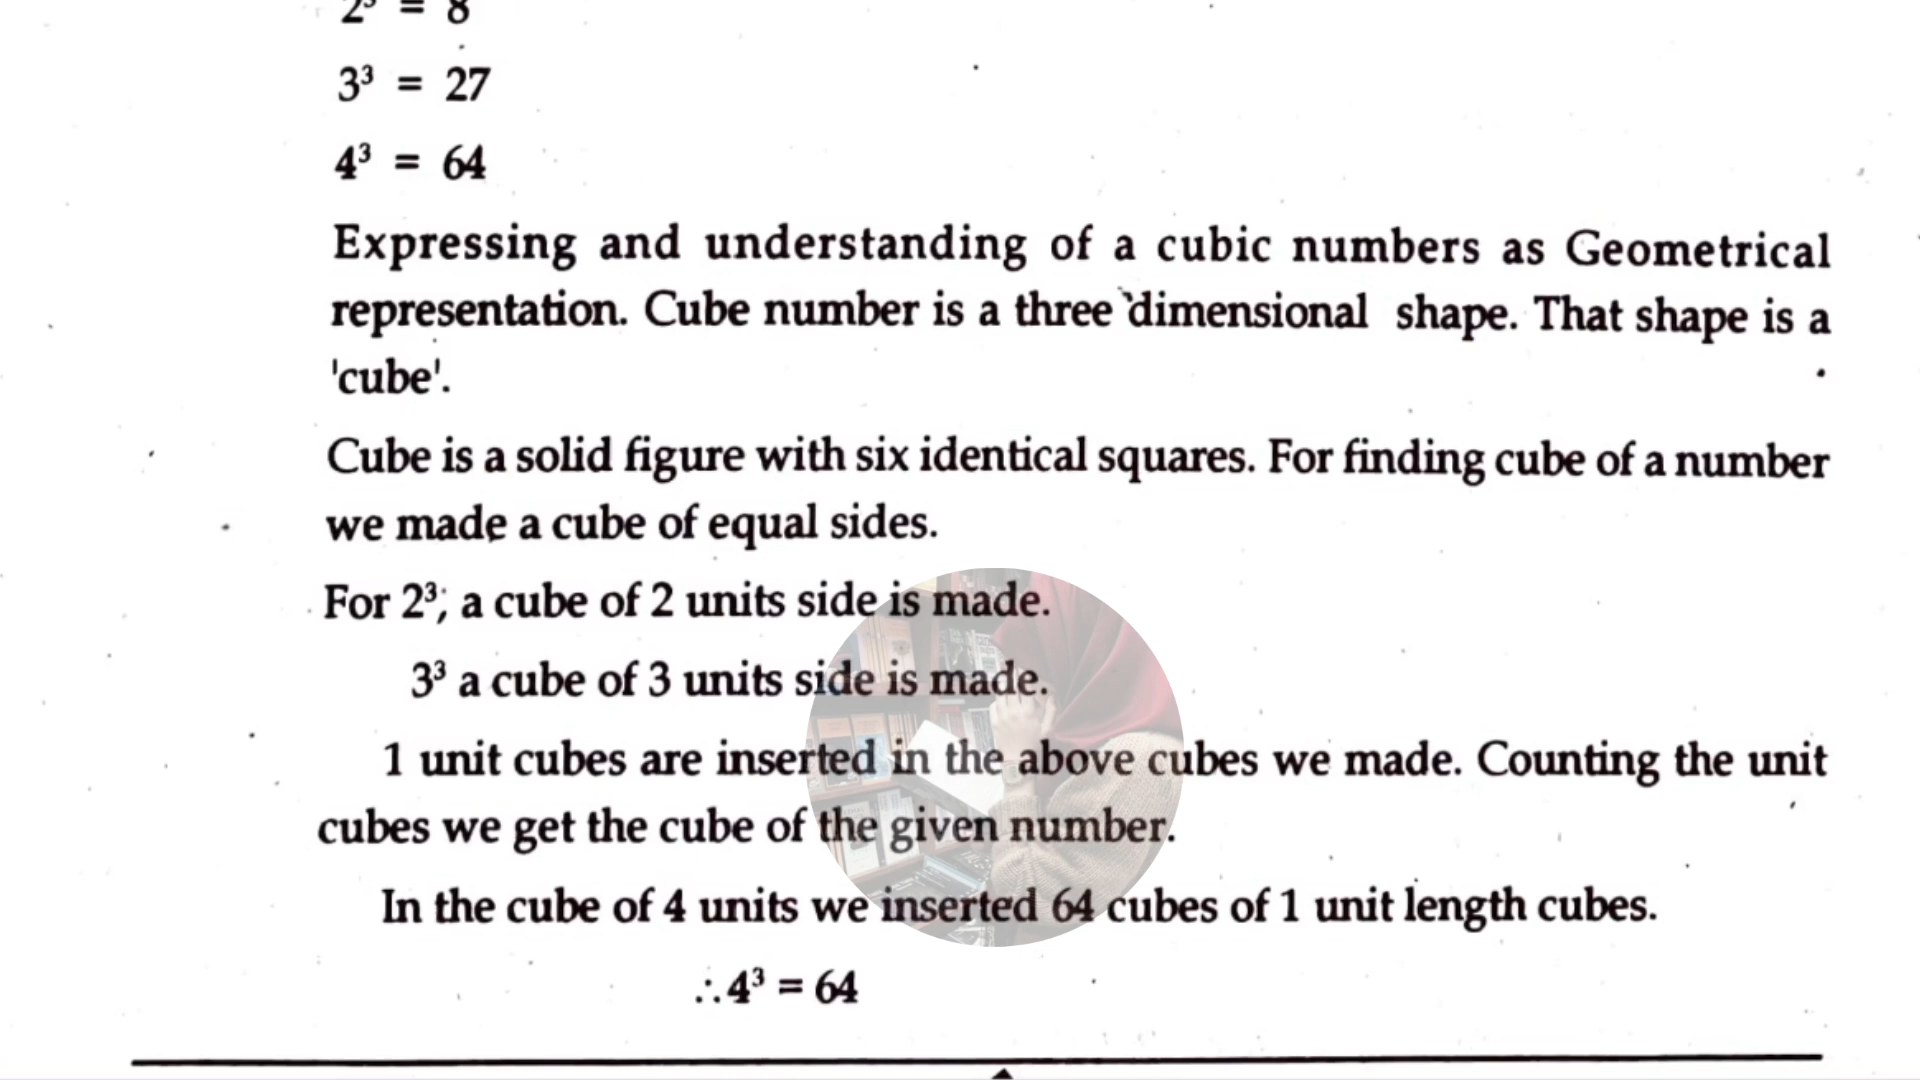 2³ = 8
3³ = 27
4³ = 64
Expressing and understanding of a cubic numbers as Geometrical
representation. Cube number is a three dimensional shape. That shape is a
'cube'.
Cube is a solid figure with six identical squares. For finding cube of a number
we made a cube of equal sides.
For 2³; a cube of 2 units side is made.
3³ a cube of 3 units side is made.
1 unit cubes are inserted in the above cubes we made. Counting the unit
cubes we get the cube of the given number.
In the cube of 4 units we inserted 64 cubes of 1 unit length cubes.
∴4³ = 64